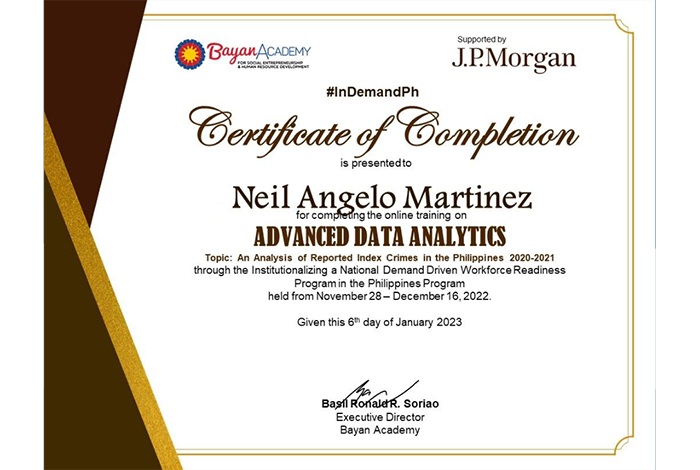 BayanAcademy
FOR SOCIAL ENTREPRENEURSHIP
& HUMAN RESOURCE DEVELOPMENT
Supported by
J.P.Morgan
#InDemandPh
Certificate of Completion
is presented to
Neil Angelo Martinez
for completing the online training on
ADVANCED DATA ANALYTICS
Topic: An Analysis of Reported Index Crimes in the Philippines 2020-2021
through the Institutionalizing a National Demand Driven Workforce Readiness
Program in the Philippines Program
held from November 28 – December 16, 2022.
Given this 6th day of January 2023
Basil Ronald R. Soriao
Executive Director
Bayan Academy